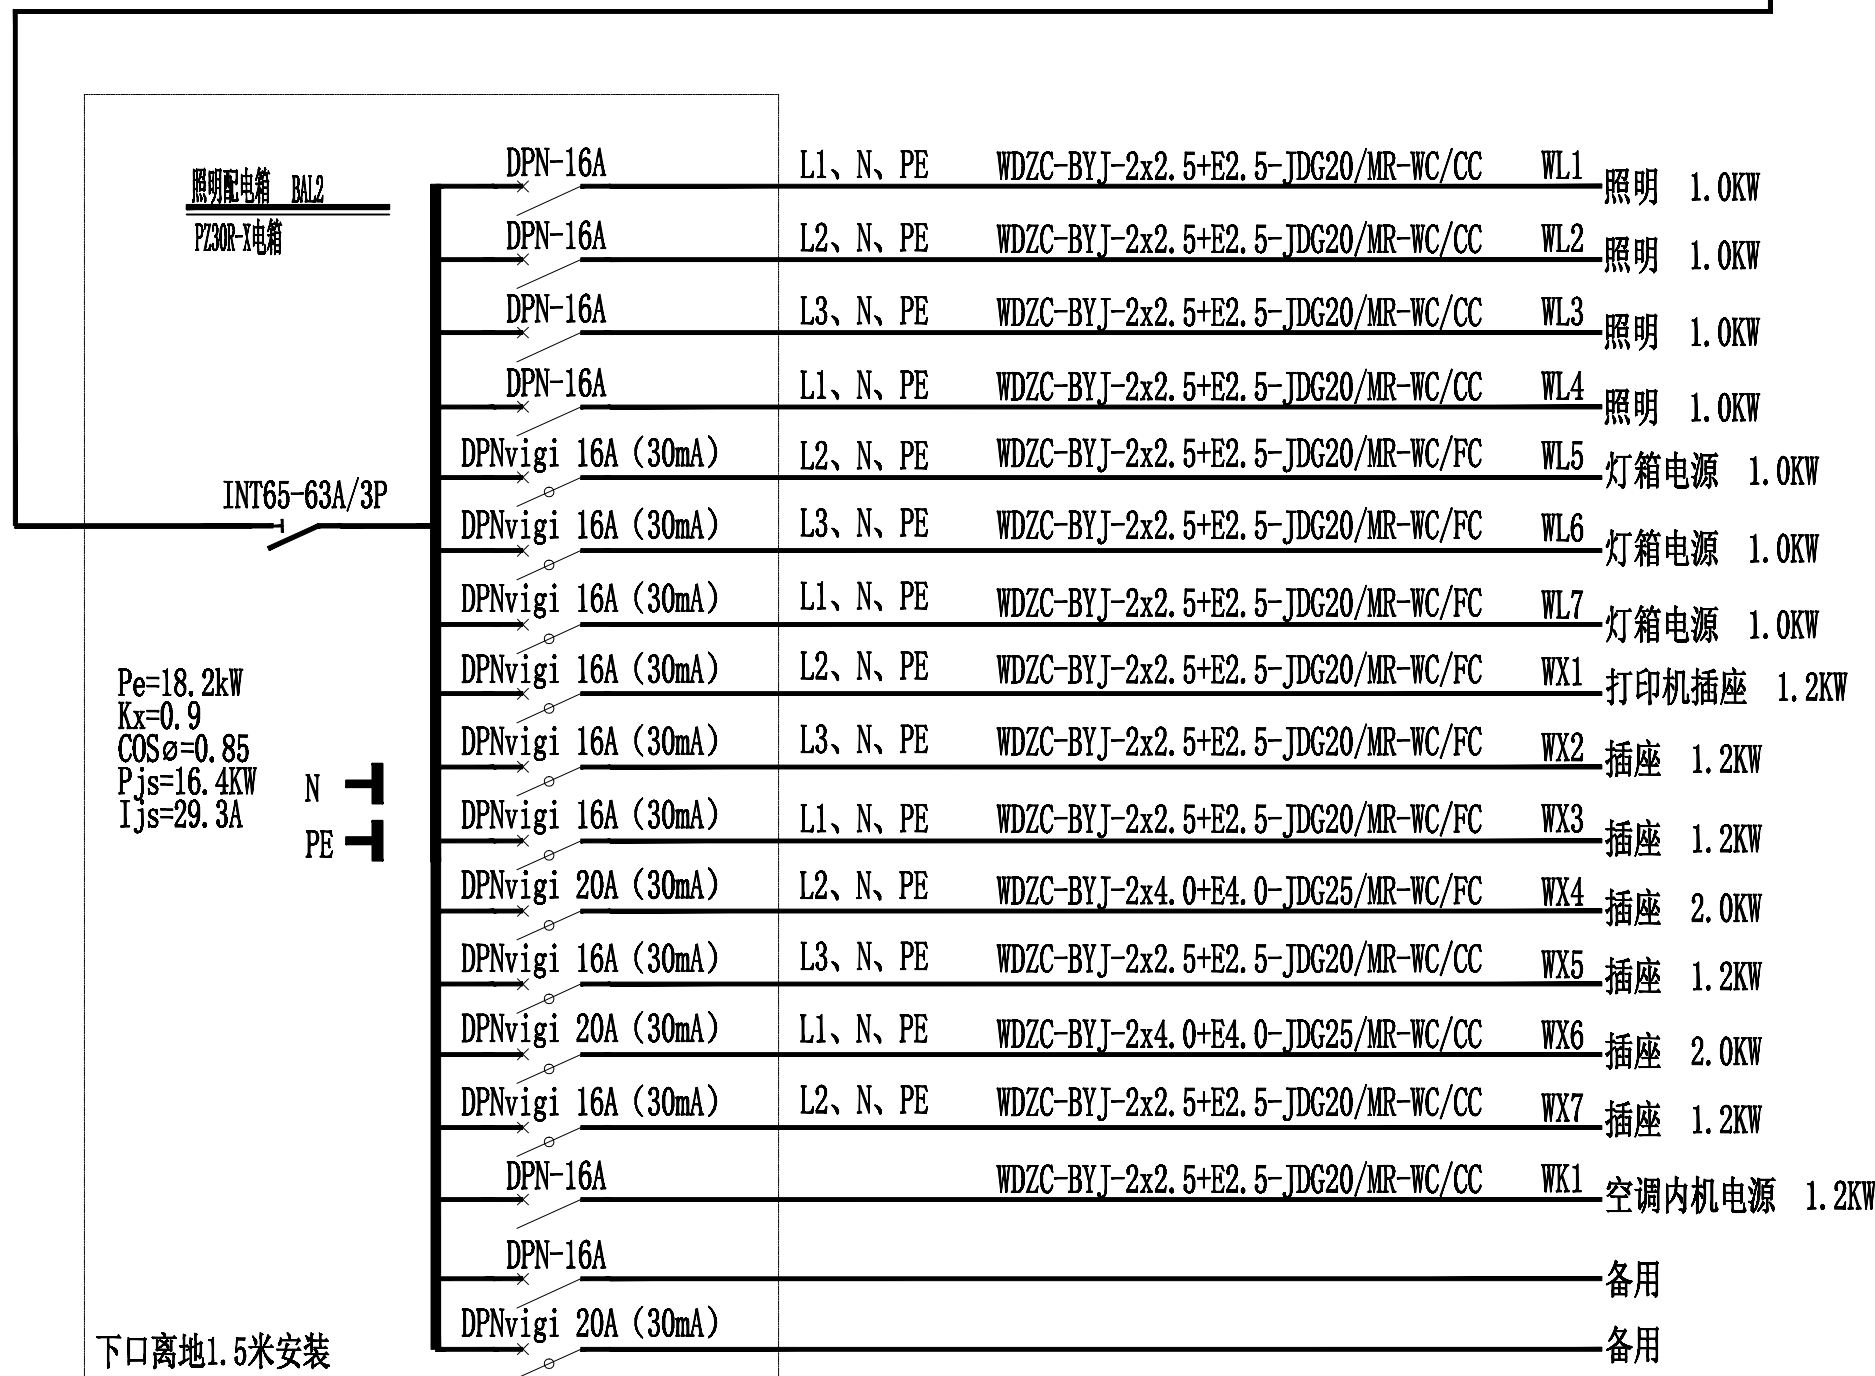 照明配电箱 BAL2
PZ30R-X电箱
DPN-16A L1、N、PE WDZC-BYJ-2x2.5+E2.5-JDG20/MR-WC/CC WL1 照明 1.0KW
DPN-16A L2、N、PE WDZC-BYJ-2x2.5+E2.5-JDG20/MR-WC/CC WL2 照明 1.0KW
DPN-16A L3、N、PE WDZC-BYJ-2x2.5+E2.5-JDG20/MR-WC/CC WL3 照明 1.0KW
DPN-16A L1、N、PE WDZC-BYJ-2x2.5+E2.5-JDG20/MR-WC/CC WL4 照明 1.0KW
DPNvigi 16A (30mA) L2、N、PE WDZC-BYJ-2x2.5+E2.5-JDG20/MR-WC/FC WL5 灯箱电源 1.0KW
INT65-63A/3P
DPNvigi 16A (30mA) L3、N、PE WDZC-BYJ-2x2.5+E2.5-JDG20/MR-WC/FC WL6 灯箱电源 1.0KW
DPNvigi 16A (30mA) L1、N、PE WDZC-BYJ-2x2.5+E2.5-JDG20/MR-WC/FC WL7 灯箱电源 1.0KW
DPNvigi 16A (30mA) L2、N、PE WDZC-BYJ-2x2.5+E2.5-JDG20/MR-WC/FC WX1 打印机插座 1.2KW
DPNvigi 16A (30mA) L3、N、PE WDZC-BYJ-2x2.5+E2.5-JDG20/MR-WC/FC WX2 插座 1.2KW
DPNvigi 16A (30mA) L1、N、PE WDZC-BYJ-2x2.5+E2.5-JDG20/MR-WC/FC WX3 插座 1.2KW
DPNvigi 20A (30mA) L2、N、PE WDZC-BYJ-2x4.0+E4.0-JDG25/MR-WC/FC WX4 插座 2.0KW
DPNvigi 16A (30mA) L3、N、PE WDZC-BYJ-2x2.5+E2.5-JDG20/MR-WC/CC WX5 插座 1.2KW
DPNvigi 20A (30mA) L1、N、PE WDZC-BYJ-2x4.0+E4.0-JDG25/MR-WC/CC WX6 插座 2.0KW
DPNvigi 16A (30mA) L2、N、PE WDZC-BYJ-2x2.5+E2.5-JDG20/MR-WC/CC WX7 插座 1.2KW
DPN-16A WDZC-BYJ-2x2.5+E2.5-JDG20/MR-WC/CC WK1 空调内机电源 1.2KW
DPN-16A 备用
DPNvigi 20A (30mA) 备用
Pe=18.2kW
Kx=0.9
COSø=0.85
Pjs=16.4KW
Ijs=29.3A
N
PE
下口离地1.5米安装